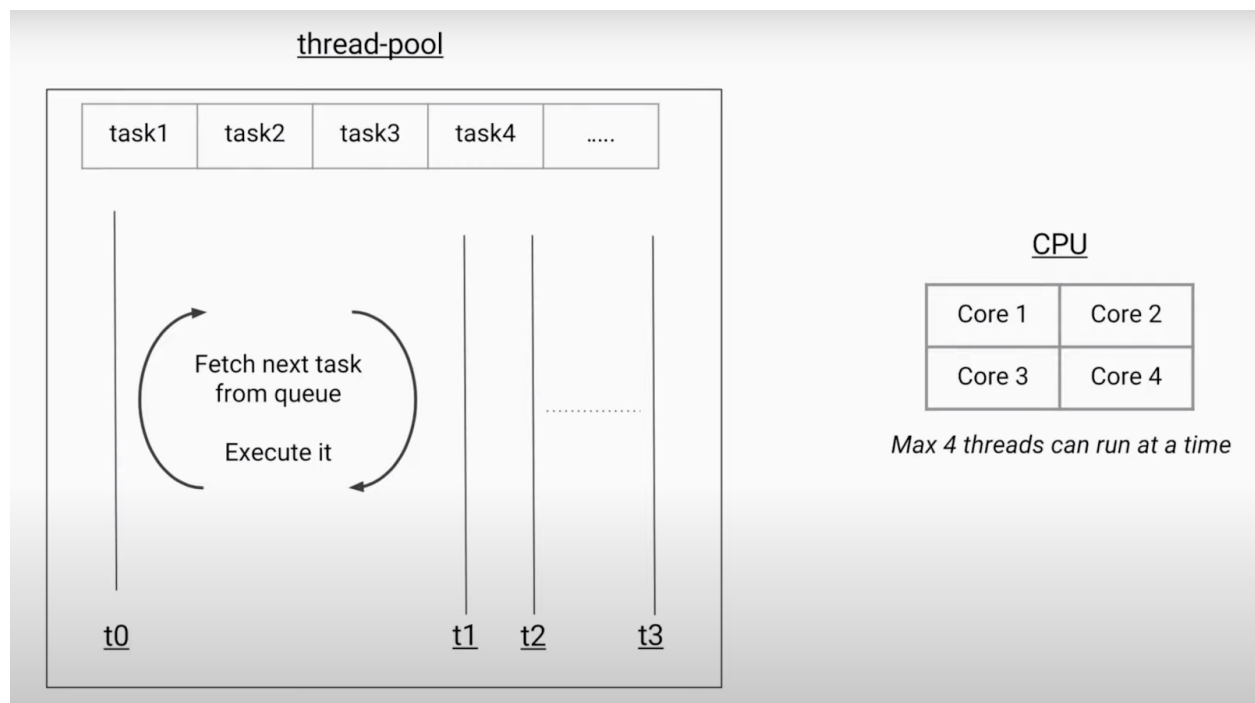 thread-pool
task1
task2
task3
task4
.....
Fetch next task
from queue
Execute it
t0
t1
t2
t3
CPU
Core 1
Core 2
Core 3
Core 4
Max 4 threads can run at a time